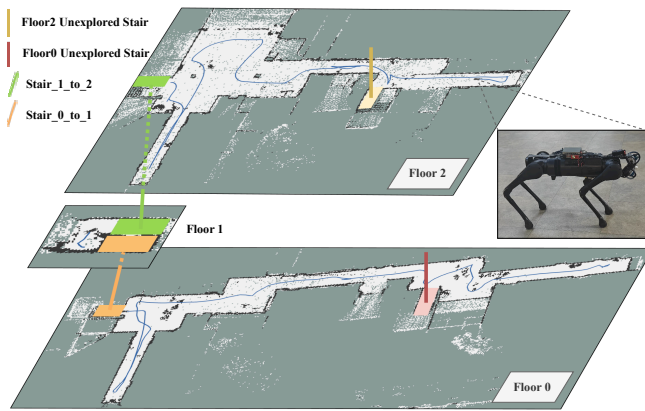 Floor2 Unexplored Stair
Floor0 Unexplored Stair
Stair_1_to_2
Stair_0_to_1
Floor 2
Floor 1
Floor 0